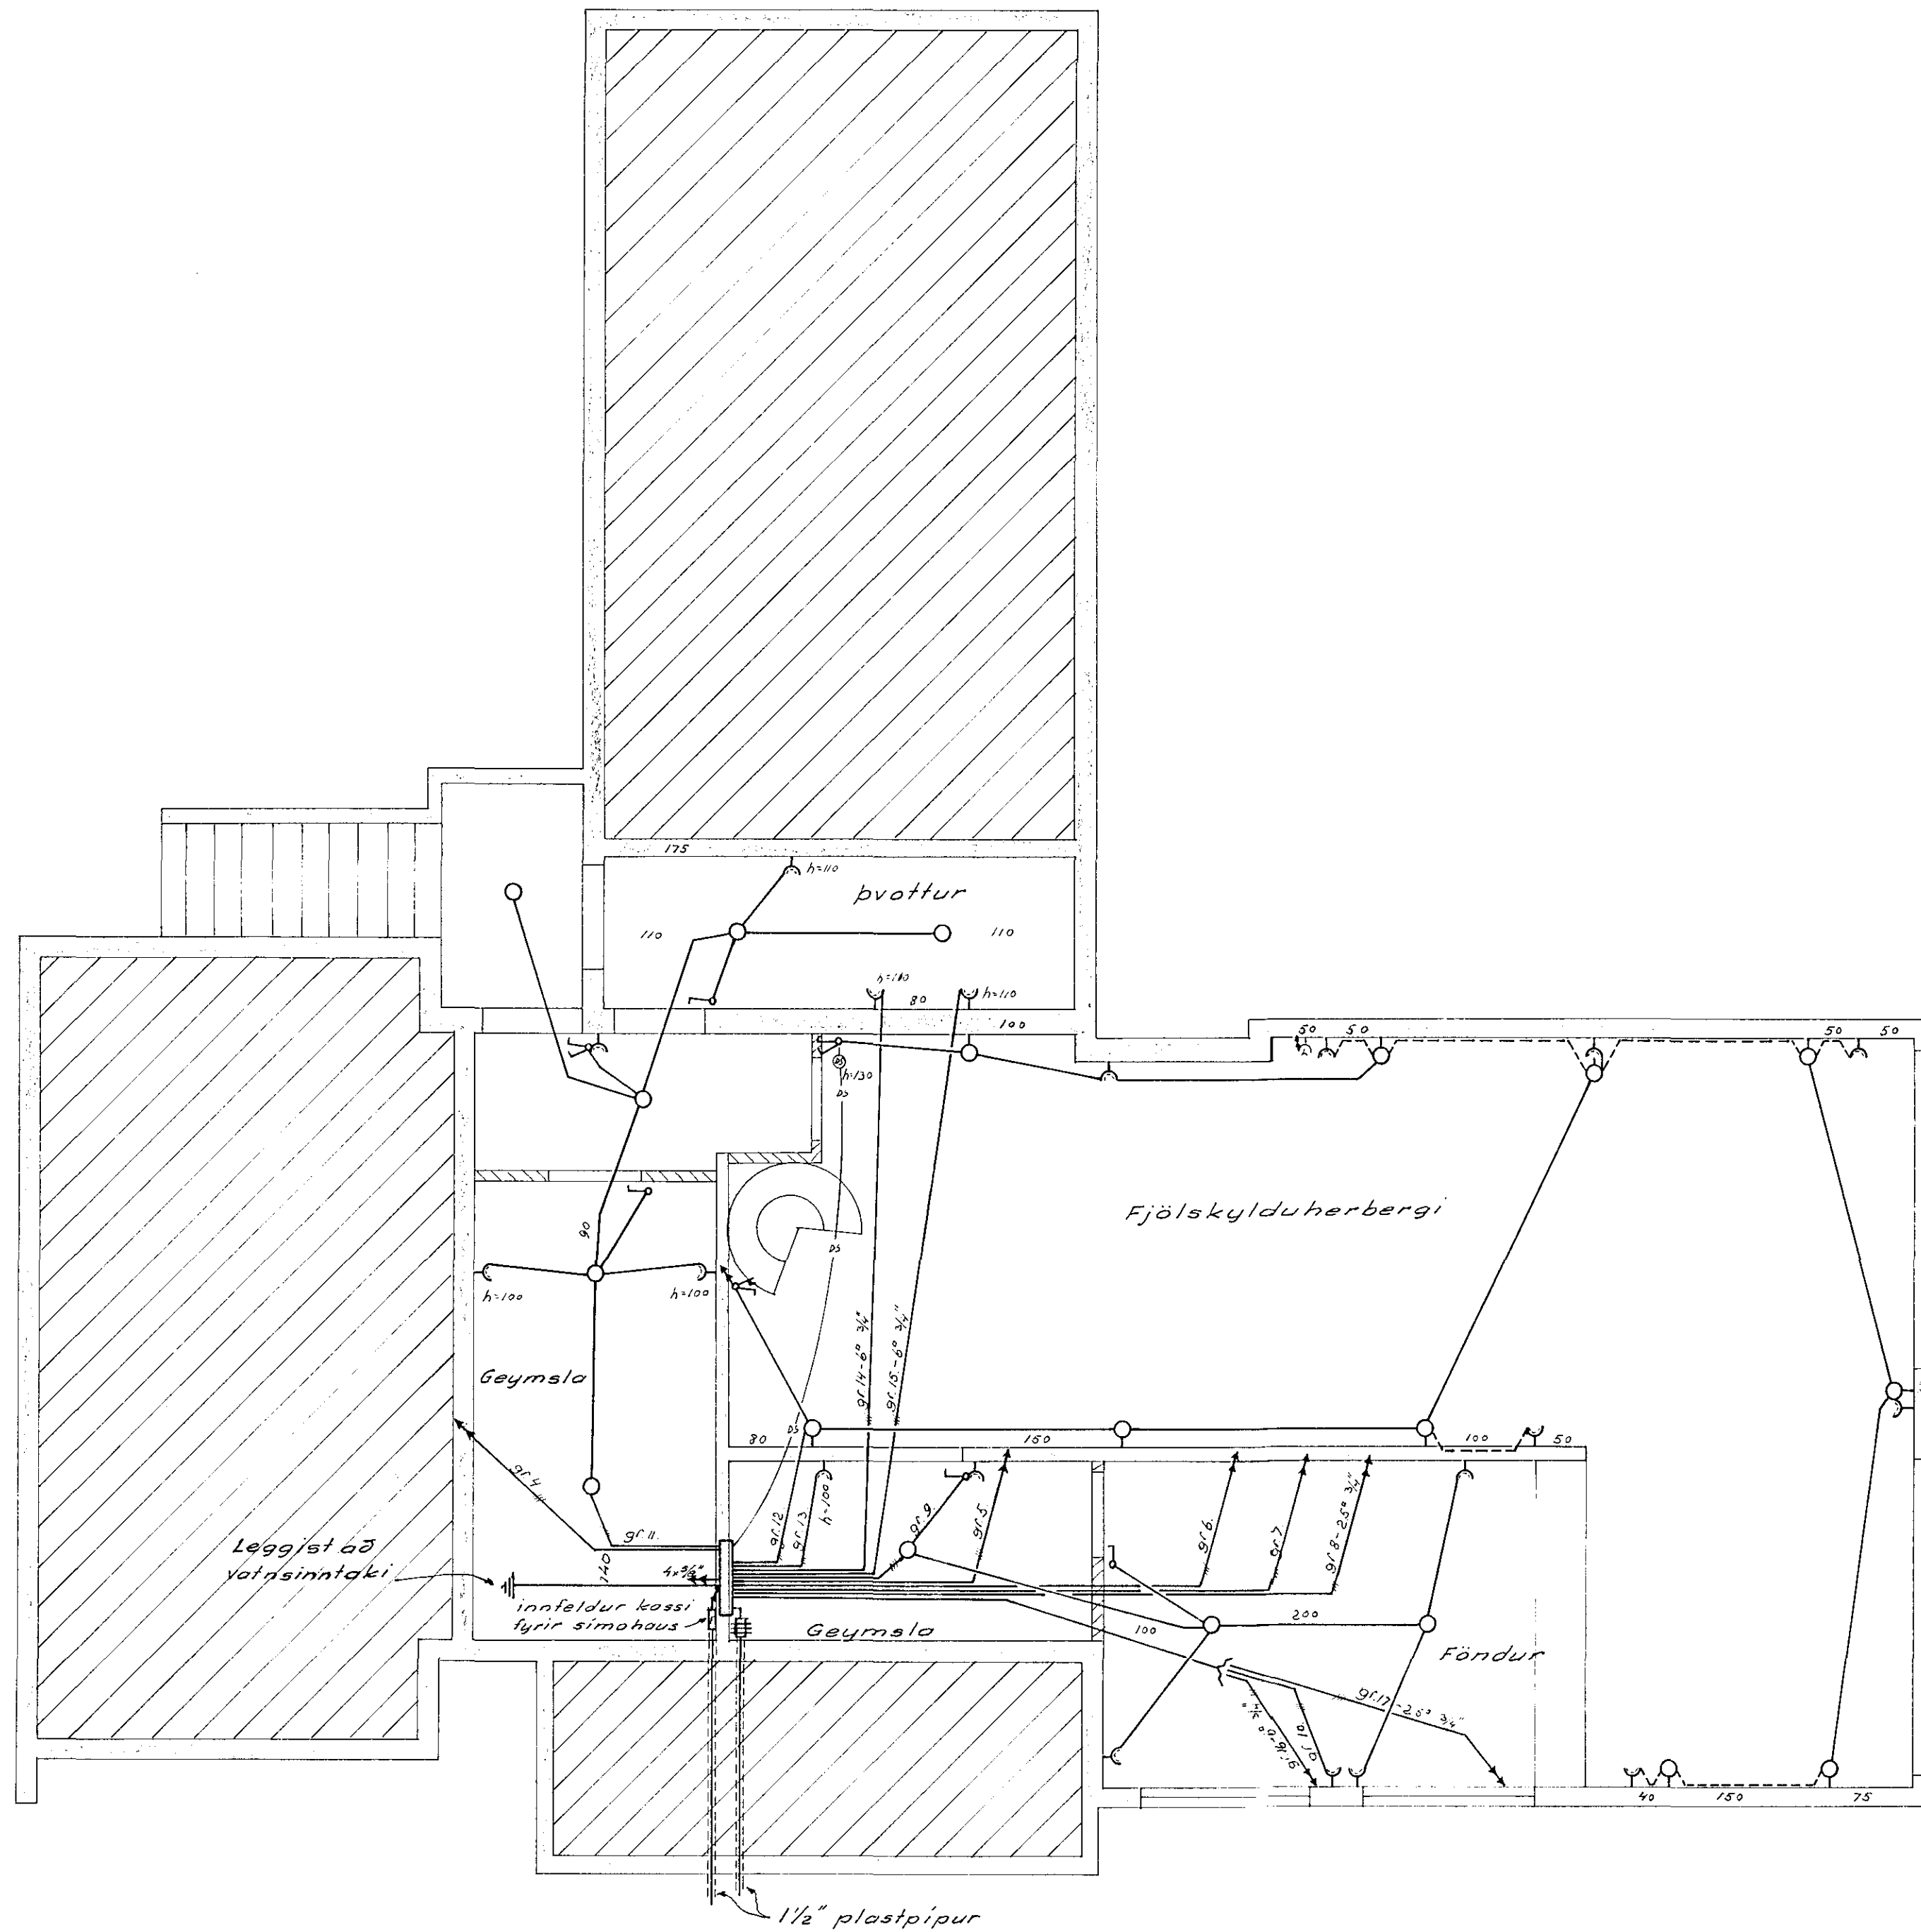 175
h=110
þvottur
110
110
h=110
80
h=110
100
50
50
50
50
DS
h=130
DS
Fjölskylduherbergi
90
DS
h=100
h=100
gr.14-6▫ 3/4"
gr.15.-6▫ 3/4"
Geymsla
80
DS
150
100
50
gr.4
gr.11.
gr.12
gr.13
h=100
gr.9.
gr.5
gr.6.
gr.7
gr.8-25▫ 3/4"
Leggist að
vatnsinntaki
140
innfeldur kassi
fyrir símahaus
Geymsla
100
200
Föndur
gr.17-25▫ 3/4"
gr.10
40
150
75
1 1/2" plastpípur